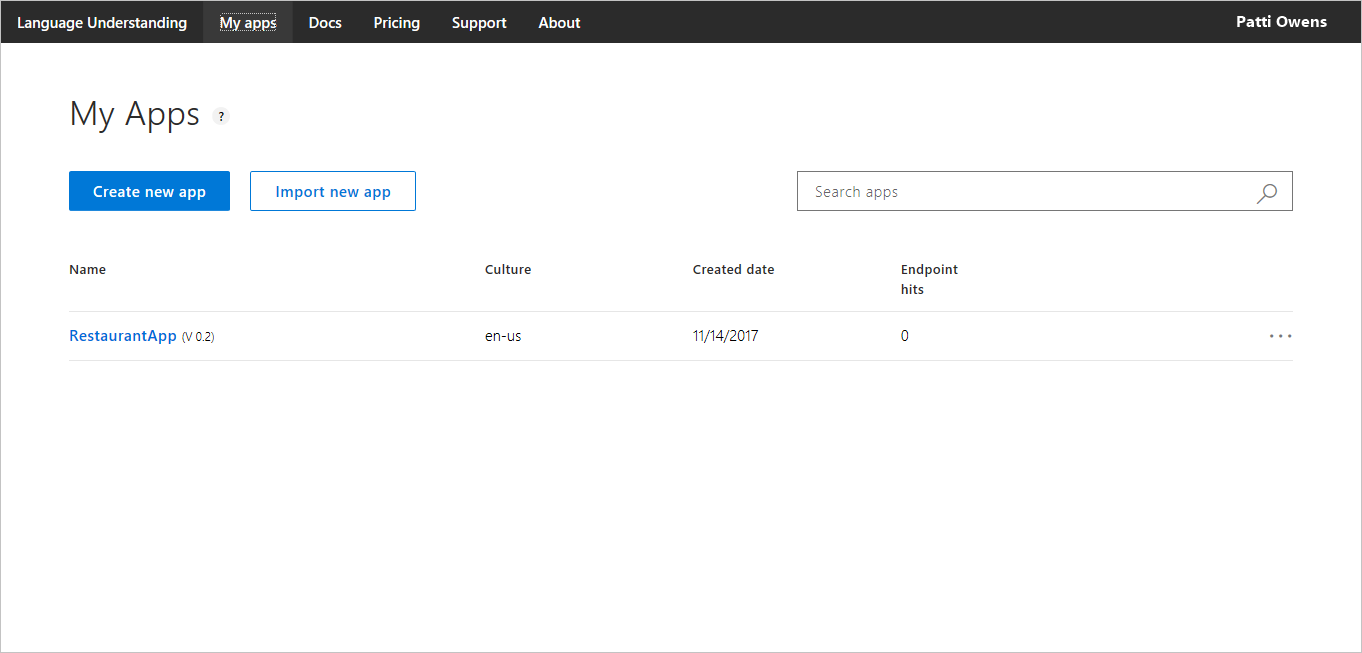 Language Understanding My apps Docs Pricing Support About Patti Owens
My Apps ?
Create new app Import new app Search apps
Name Culture Created date Endpoint
hits
RestaurantApp (V 0.2) en-us 11/14/2017 0 ...